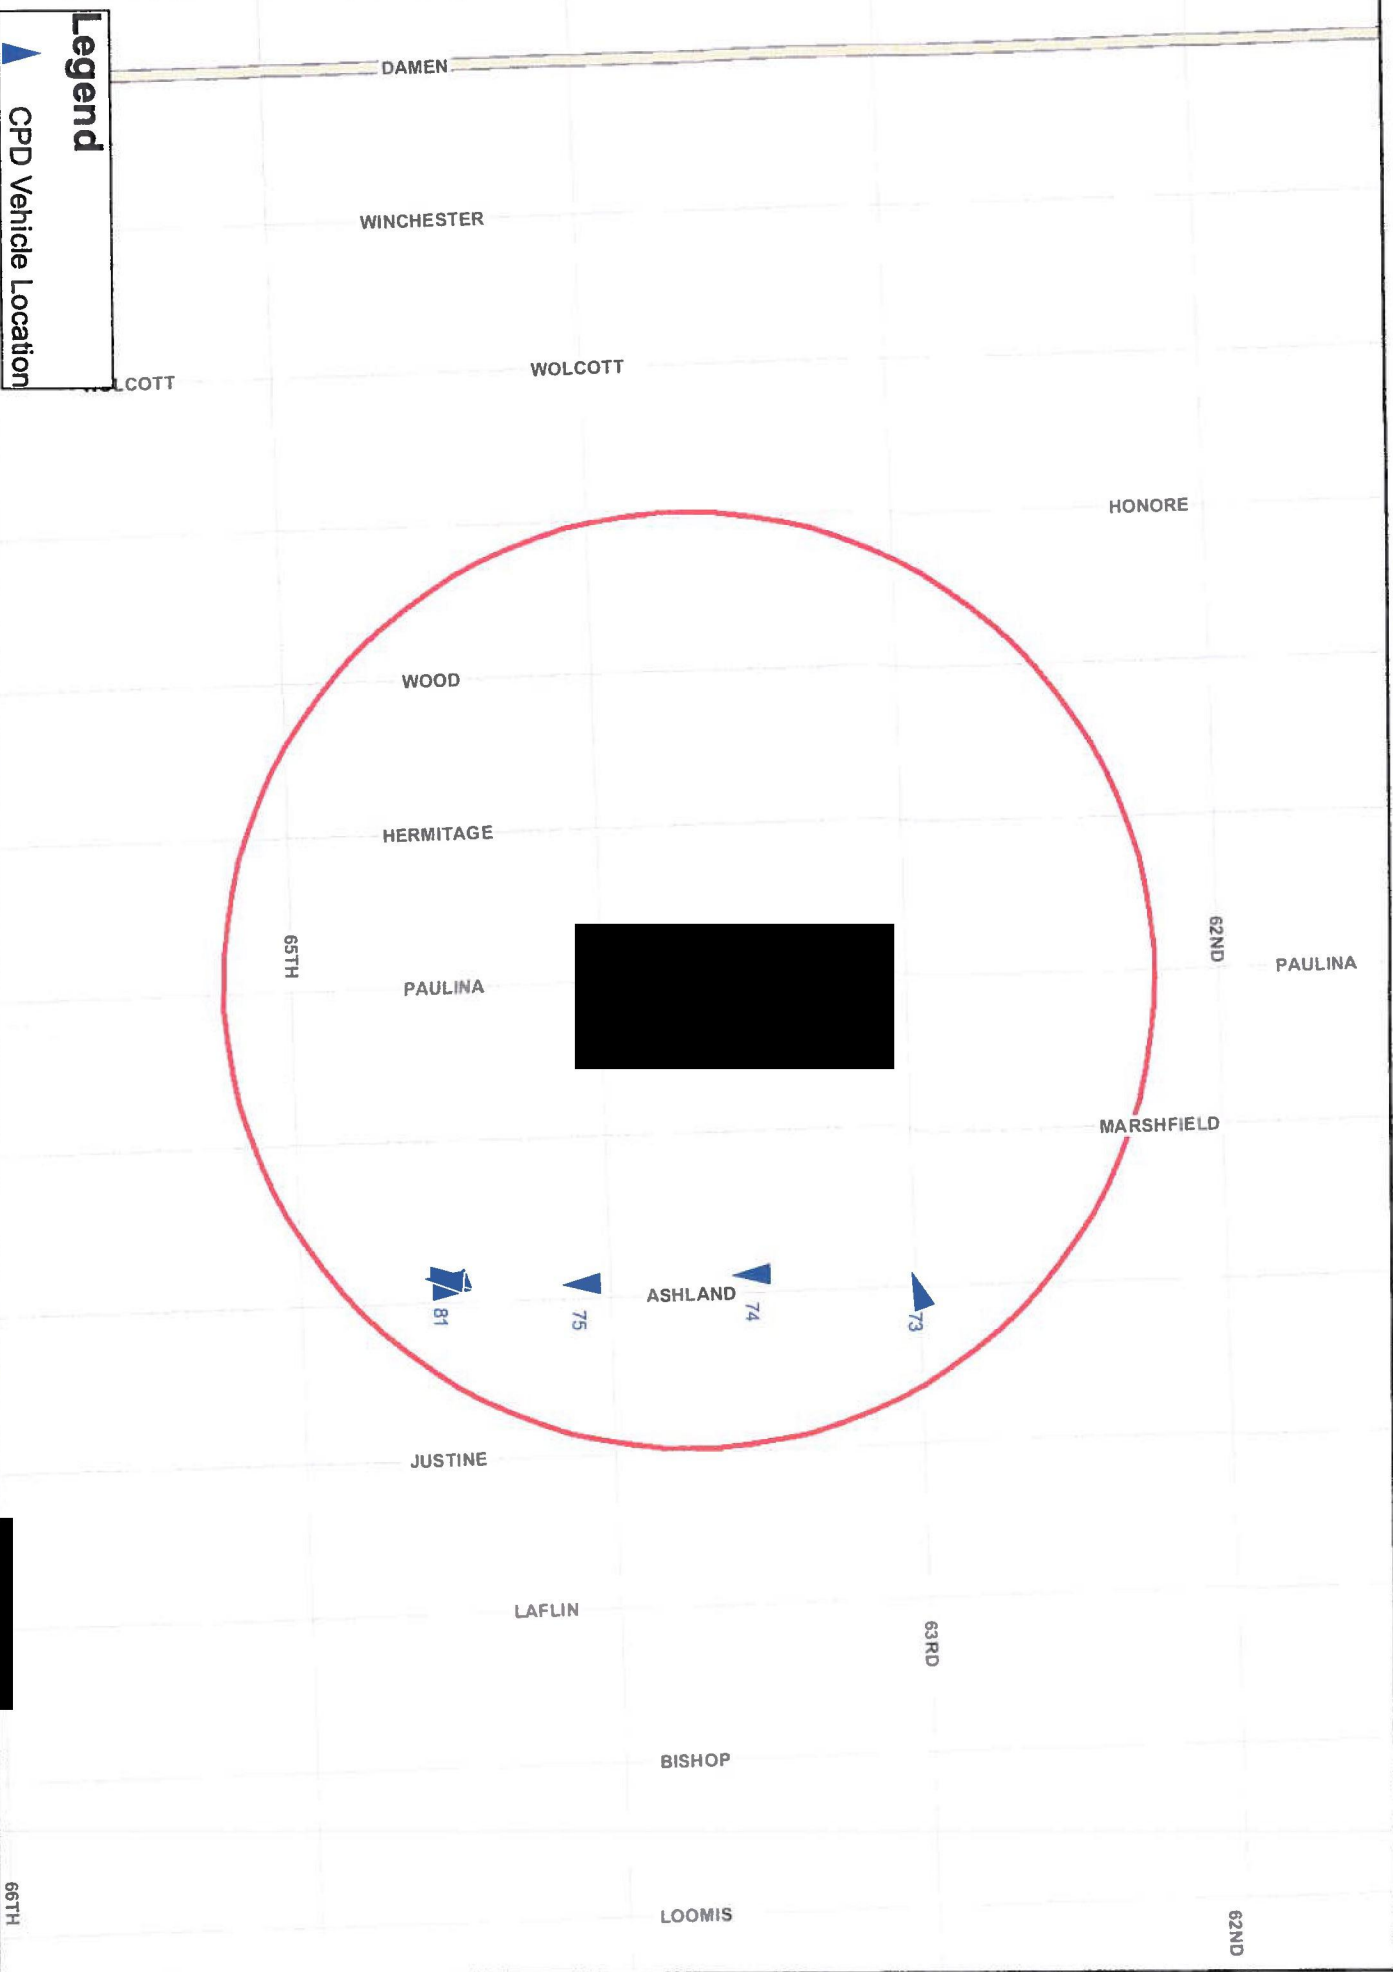 Legend
CPD Vehicle Location
DAMEN
WINCHESTER
WOLCOTT
LCOTT
HONORE
WOOD
HERMITAGE
65TH
62ND
PAULINA
PAULINA
MARSHFIELD
ASHLAND
81
75
74
73
JUSTINE
LAFLIN
63RD
BISHOP
66TH
LOOMIS
62ND